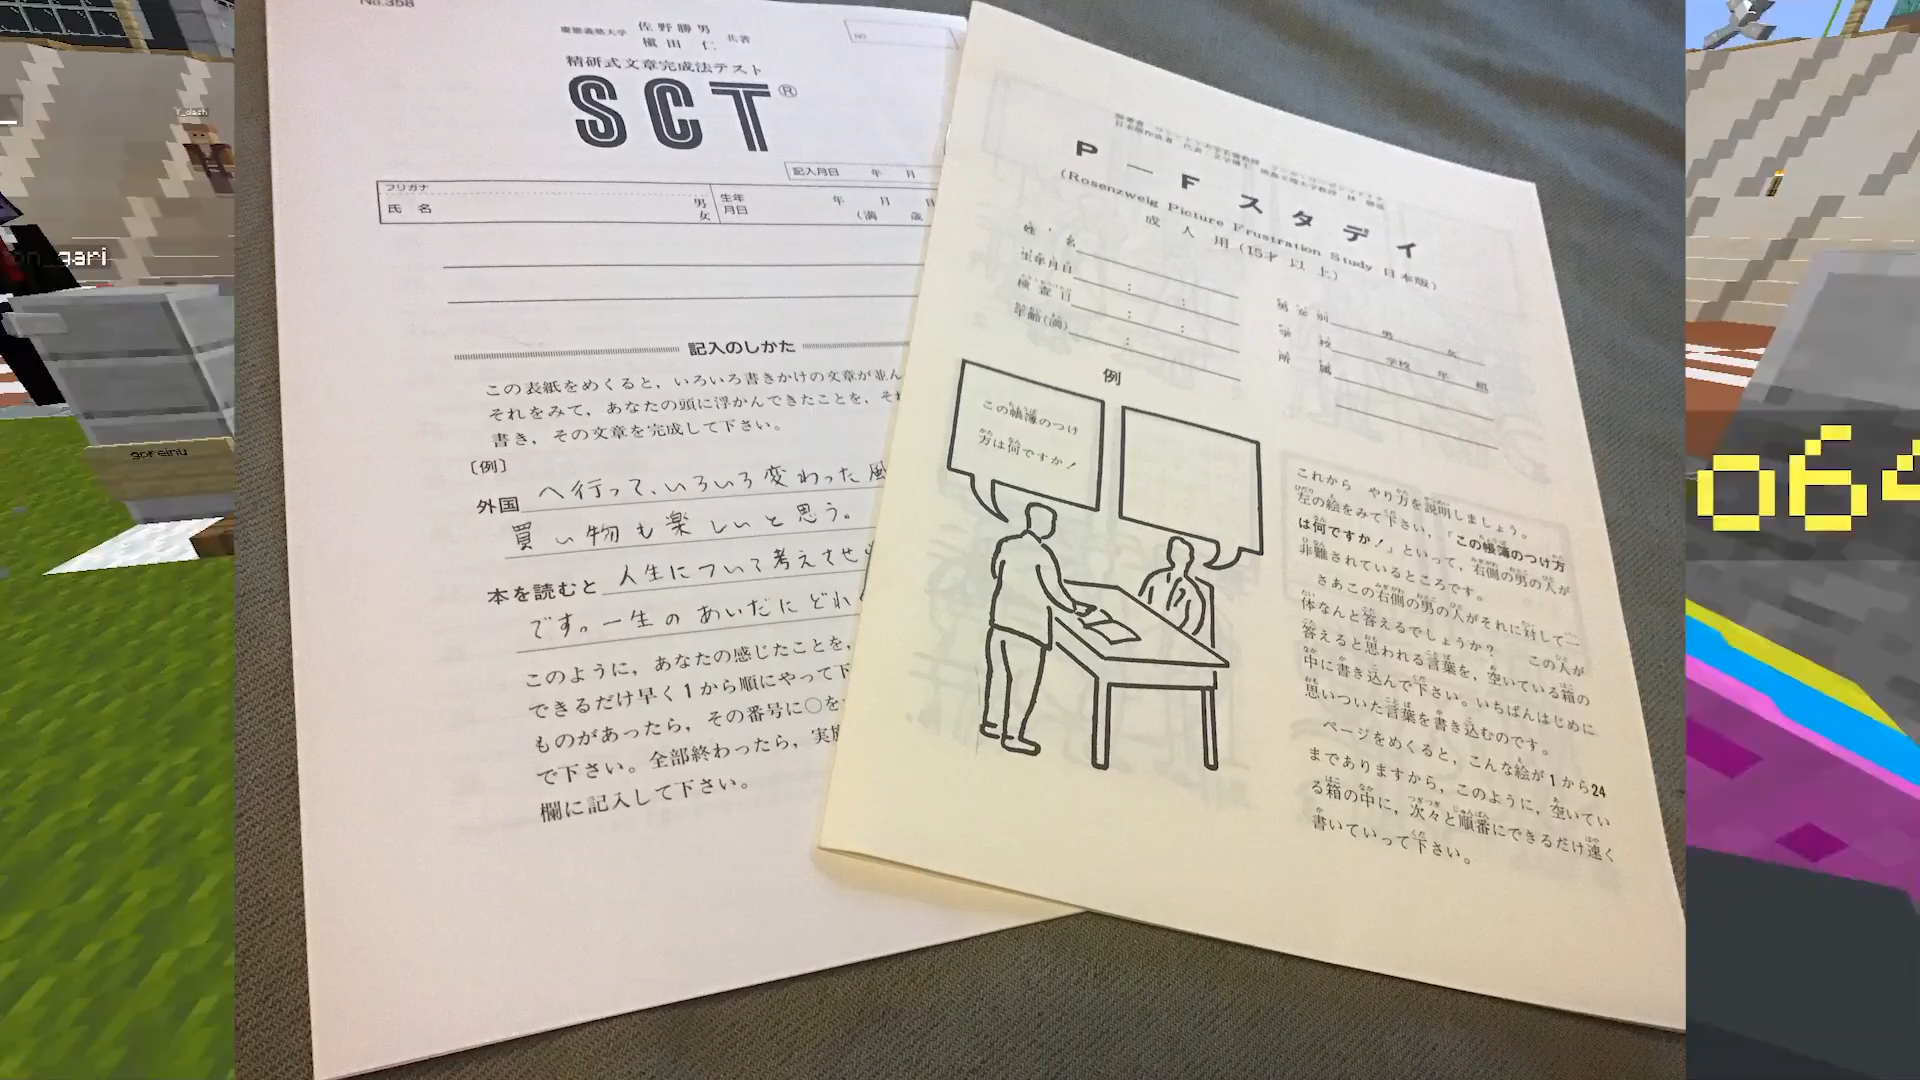 No.358
慶應義塾大学 佐野勝男
槇田 仁 共著
精研式文章完成法テスト
SCT®
NO
記入月日 年 月
フリガナ
氏 名
男
女
生年
月日
年 月 日
(満 歳
記入のしかた
この表紙をめくると，いろいろ書きかけの文章が並ん
それをみて，あなたの頭に浮かんできたことを，それ
書き，その文章を完成して下さい。
〔例〕
外国 へ行って、いろいろ変わった風
買い物も楽しいと思う。
本を読むと 人生について考えさせ
です。一生のあいだにどれ
このように，あなたの感じたことを，
できるだけ早く1から順にやって下
ものがあったら，その番号に○を
で下さい。全部終わったら，実施
欄に記入して下さい。
P―Fスタディ
(Rosenzweig Picture Frustration Study 日本版)
成人用(15才以上)
姓・名
生年月日 : :
検査日 : :
年齢(満) :
男女別 男 女
学校 学校 年 組
所属
例
この帳簿のつけ
方は何ですか！
これから やり方を説明しましょう。
左の絵をみて下さい，「この帳簿のつけ方
は何ですか！」といって，右側の男の人が
非難されているところです。
さあこの右側の男の人がそれに対して一
体なんと答えるでしょうか？ この人が
答えると思われる言葉を，空いている箱の
中に書き込んで下さい。いちばんはじめに
思いついた言葉を書き込むのです。
ページをめくると，こんな絵が1から24
までありますから，このように，空いてい
る箱の中に，次々と順番にできるだけ速く
書いていって下さい。
Y_dash
on_gari
goreinu
064